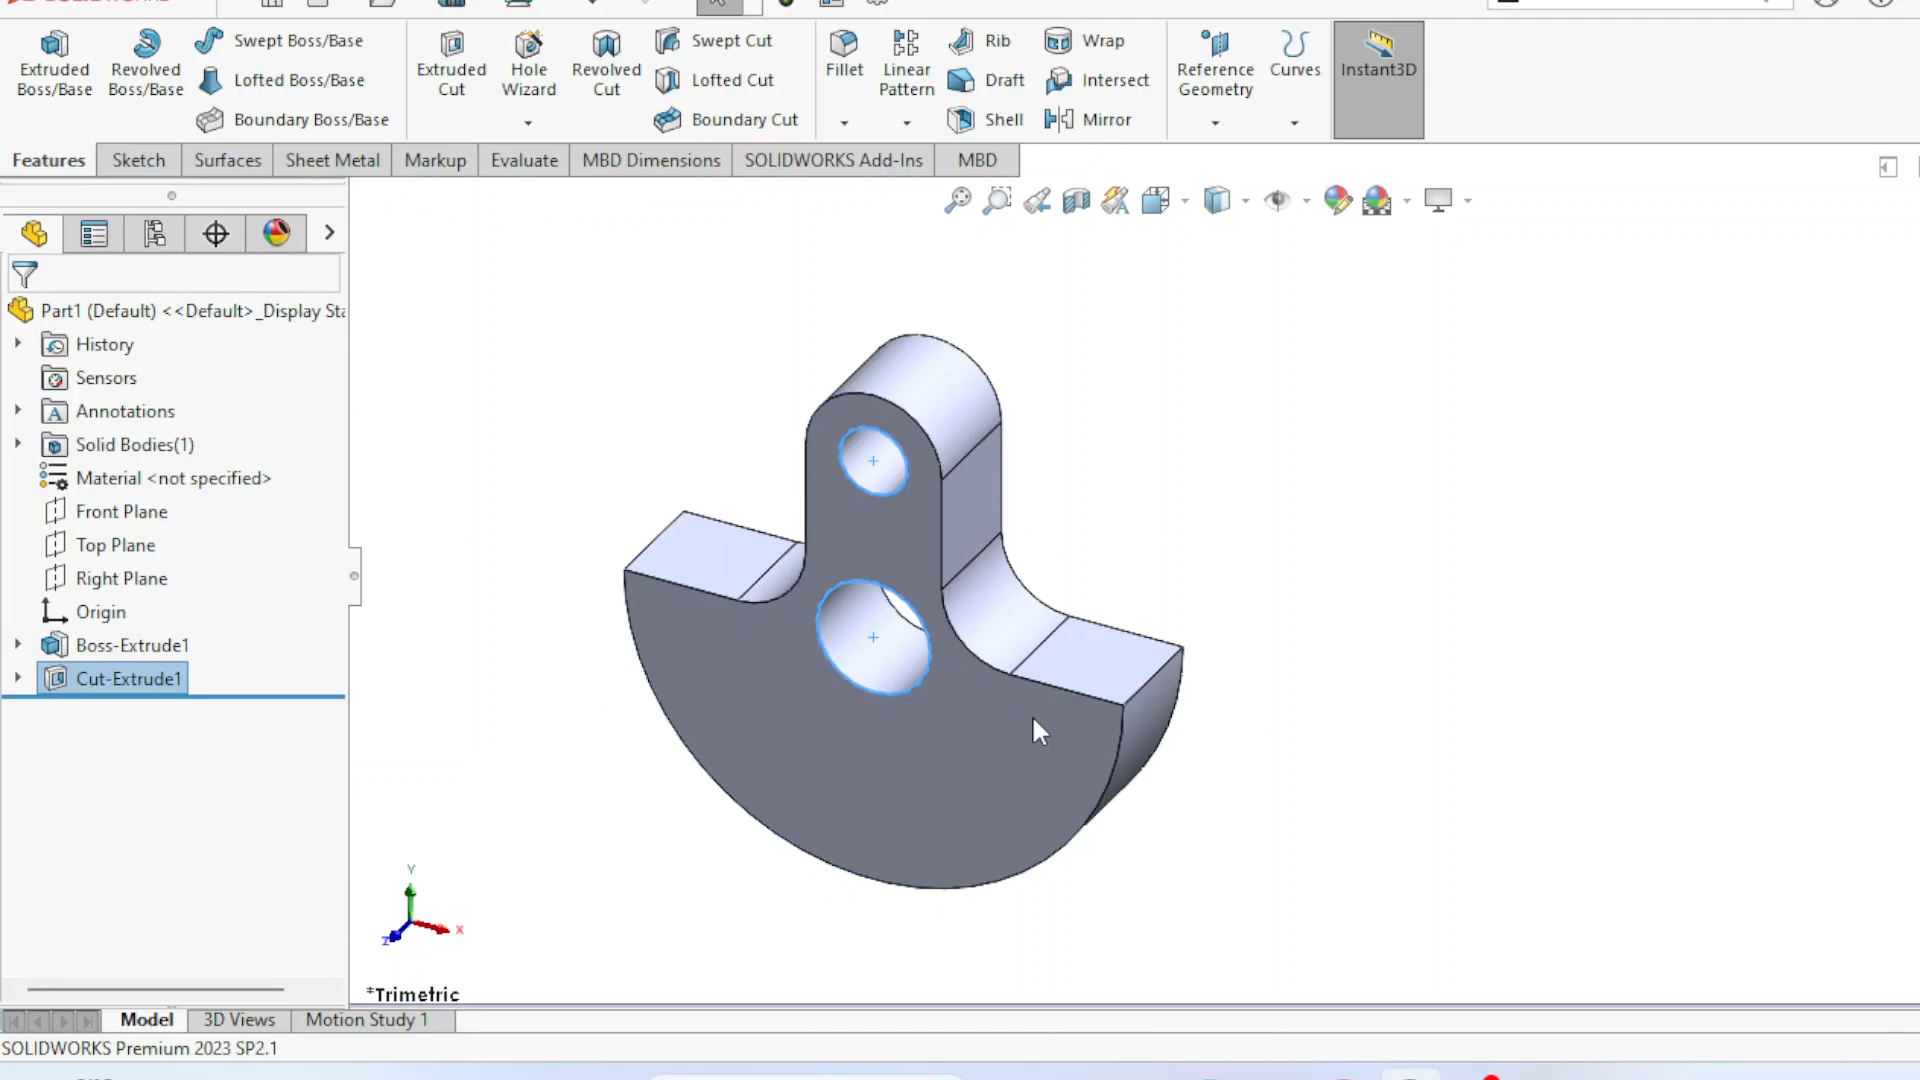 Extruded Boss/Base
Revolved Boss/Base
Swept Boss/Base
Lofted Boss/Base
Boundary Boss/Base
Extruded Cut
Hole Wizard
Revolved Cut
Swept Cut
Lofted Cut
Boundary Cut
Fillet
Linear Pattern
Rib
Draft
Shell
Wrap
Intersect
Mirror
Reference Geometry
Curves
Instant3D
Features
Sketch
Surfaces
Sheet Metal
Markup
Evaluate
MBD Dimensions
SOLIDWORKS Add-Ins
MBD
Part1 (Default) <<Default>_Display Sta
History
Sensors
Annotations
Solid Bodies(1)
Material <not specified>
Front Plane
Top Plane
Right Plane
Origin
Boss-Extrude1
Cut-Extrude1
Y
X
Z
*Trimetric
Model
3D Views
Motion Study 1
SOLIDWORKS Premium 2023 SP2.1